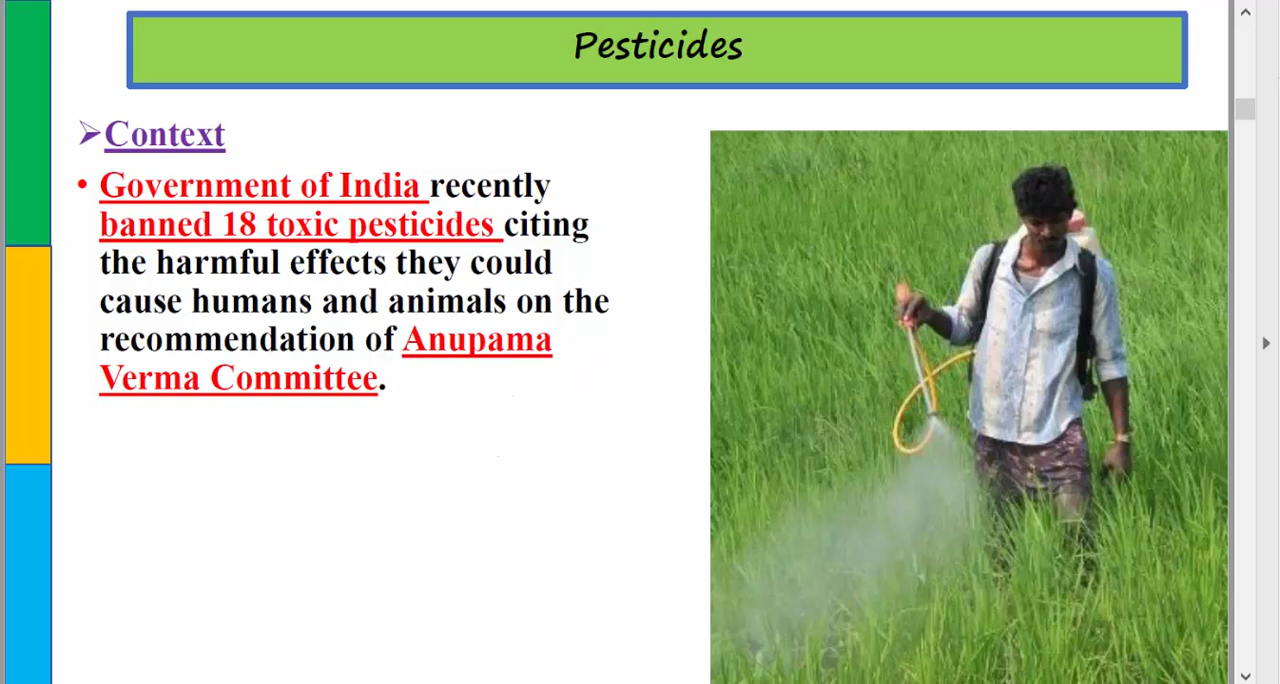 Pesticides
➢Context
• Government of India recently
banned 18 toxic pesticides citing
the harmful effects they could
cause humans and animals on the
recommendation of Anupama
Verma Committee.